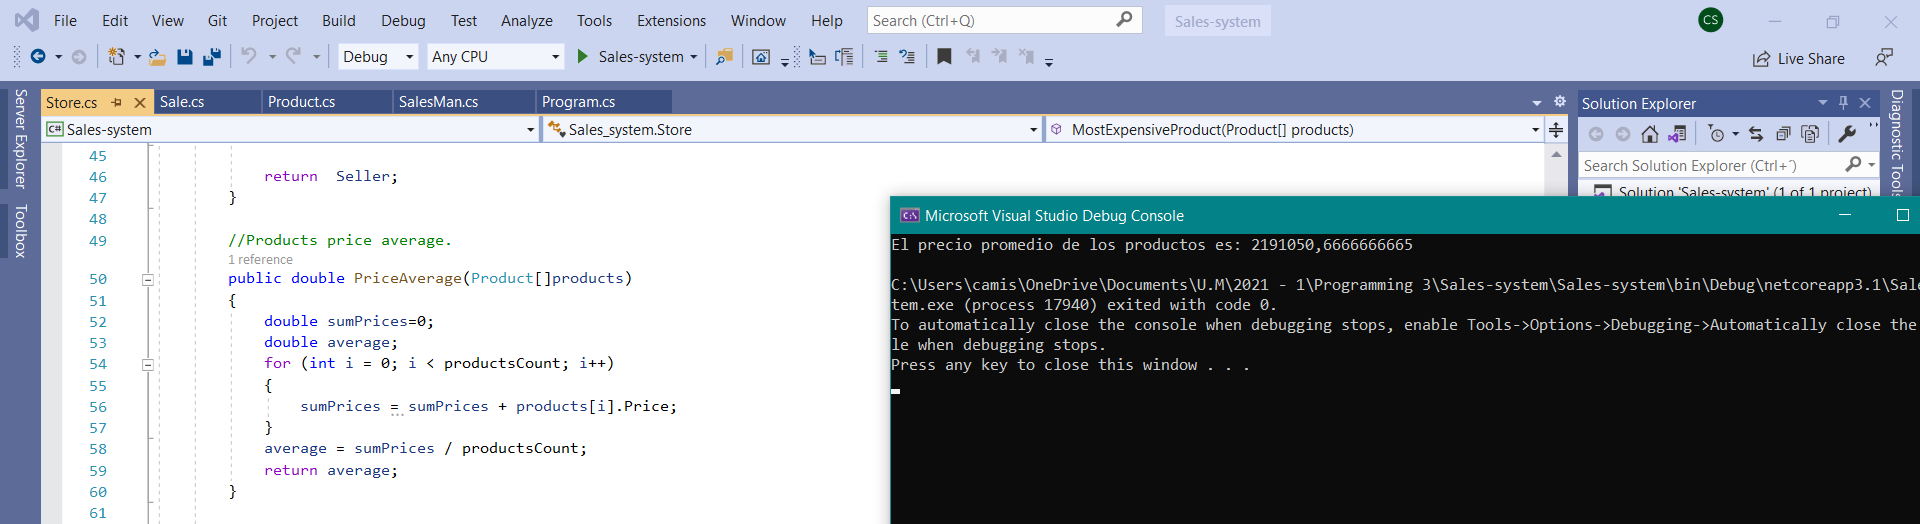 File Edit View Git Project Build Debug Test Analyze Tools Extensions Window Help Search (Ctrl+Q) Sales-system CS
Debug Any CPU Sales-system Live Share
Server Explorer
Toolbox
Store.cs Sale.cs Product.cs SalesMan.cs Program.cs
C# Sales-system Sales_system.Store MostExpensiveProduct(Product[] products)
45
46 return  Seller;
47 }
48
49 //Products price average.
1 reference
50 public double PriceAverage(Product[]products)
51 {
52 double sumPrices=0;
53 double average;
54 for (int i = 0; i < productsCount; i++)
55 {
56 sumPrices = sumPrices + products[i].Price;
57 }
58 average = sumPrices / productsCount;
59 return average;
60 }
61
Solution Explorer
Search Solution Explorer (Ctrl+´)
Solution 'Sales-system' (1 of 1 project)
Diagnostic Tools
C:\ Microsoft Visual Studio Debug Console
El precio promedio de los productos es: 2191050,6666666665
C:\Users\camis\OneDrive\Documents\U.M\2021 - 1\Programming 3\Sales-system\Sales-system\bin\Debug\netcoreapp3.1\Sale
tem.exe (process 17940) exited with code 0.
To automatically close the console when debugging stops, enable Tools->Options->Debugging->Automatically close the
le when debugging stops.
Press any key to close this window . . .